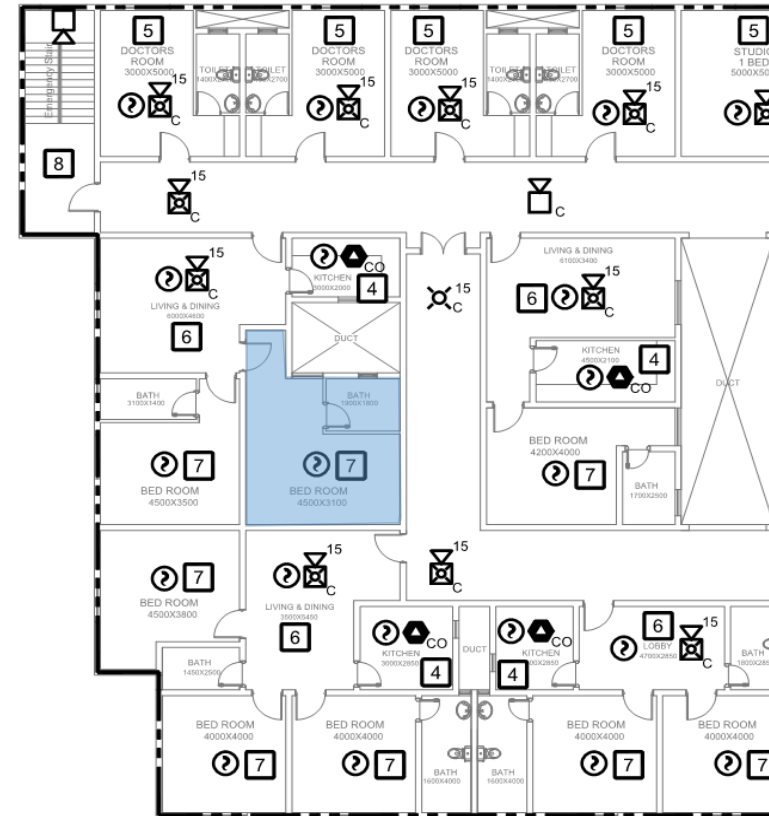 5
5
5
5
5
DOCTORS
ROOM
3000X5000
DOCTORS
ROOM
3000X5000
DOCTORS
ROOM
3000X5000
DOCTORS
ROOM
3000X5000
STUDIO
1 BED
Emergency Stair
TOILET
TOILET
15
C
15
C
15
C
15
C
C
8
15
C
C
15
C
LIVING & DINING
6000X4600
6
CO
KITCHEN
3000X2000
4
DUCT
15
C
LIVING & DINING
6100X3400
6
15
C
KITCHEN
4500X2100
4
CO
DUCT
BATH
3100X1400
BATH
1900X1800
7
BED ROOM
4500X3500
7
BED ROOM
4500X3100
BED ROOM
4200X4000
7
BATH
1700X2500
7
BED ROOM
4500X3800
15
C
LIVING & DINING
3505X5450
6
15
C
BATH
1450X2500
CO
KITCHEN
3000X2850
4
DUCT
CO
KITCHEN
4
6
LOBBY
4700X2850
15
C
BATH
BED ROOM
4000X4000
7
BED ROOM
4000X4000
7
BATH
1600X4000
BATH
1600X4000
BED ROOM
4000X4000
7
BED ROOM
4000X4000
7